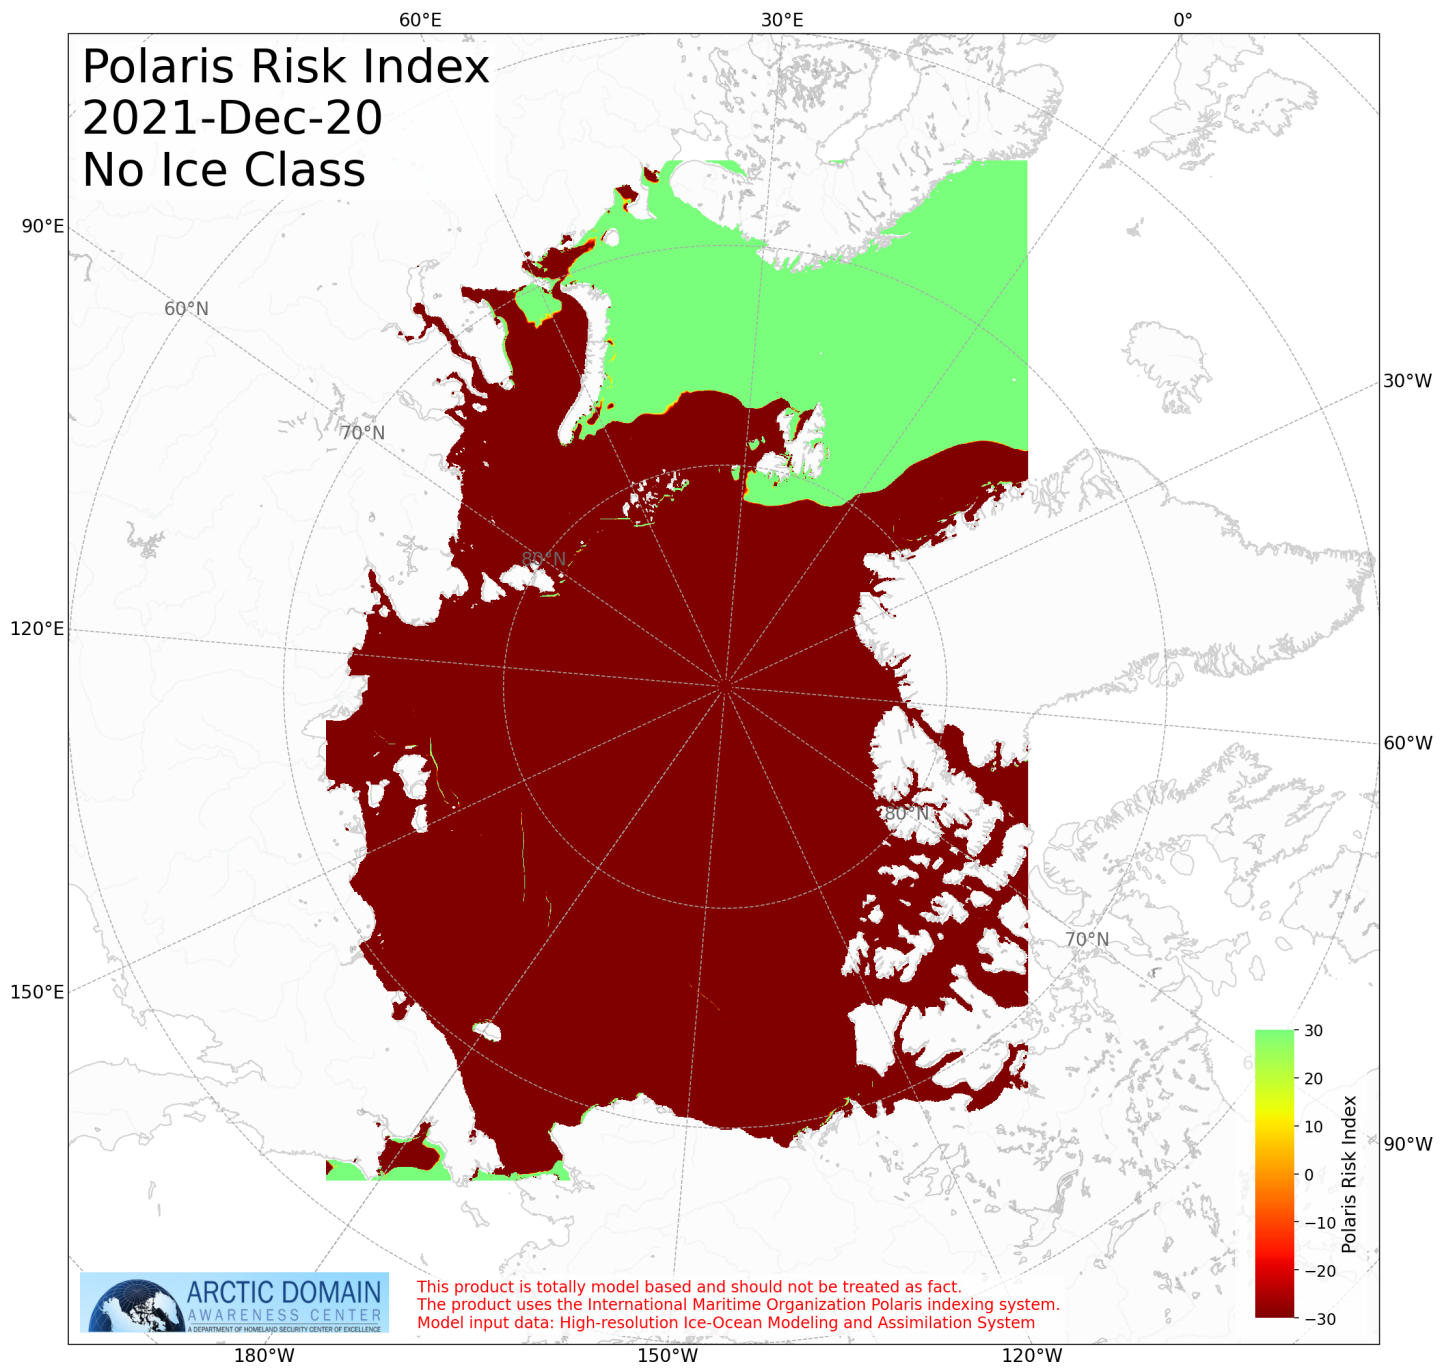 60°E
30°E
0°
Polaris Risk Index
2021-Dec-20
No Ice Class
90°E
60°N
30°W
70°N
80°N
120°E
60°W
80°N
70°N
150°E
30
20
10
0
−10
−20
−30
Polaris Risk Index
90°W
ARCTIC DOMAIN
AWARENESS CENTER
A DEPARTMENT OF HOMELAND SECURITY CENTER OF EXCELLENCE
This product is totally model based and should not be treated as fact.
The product uses the International Maritime Organization Polaris indexing system.
Model input data: High-resolution Ice-Ocean Modeling and Assimilation System
180°W
150°W
120°W